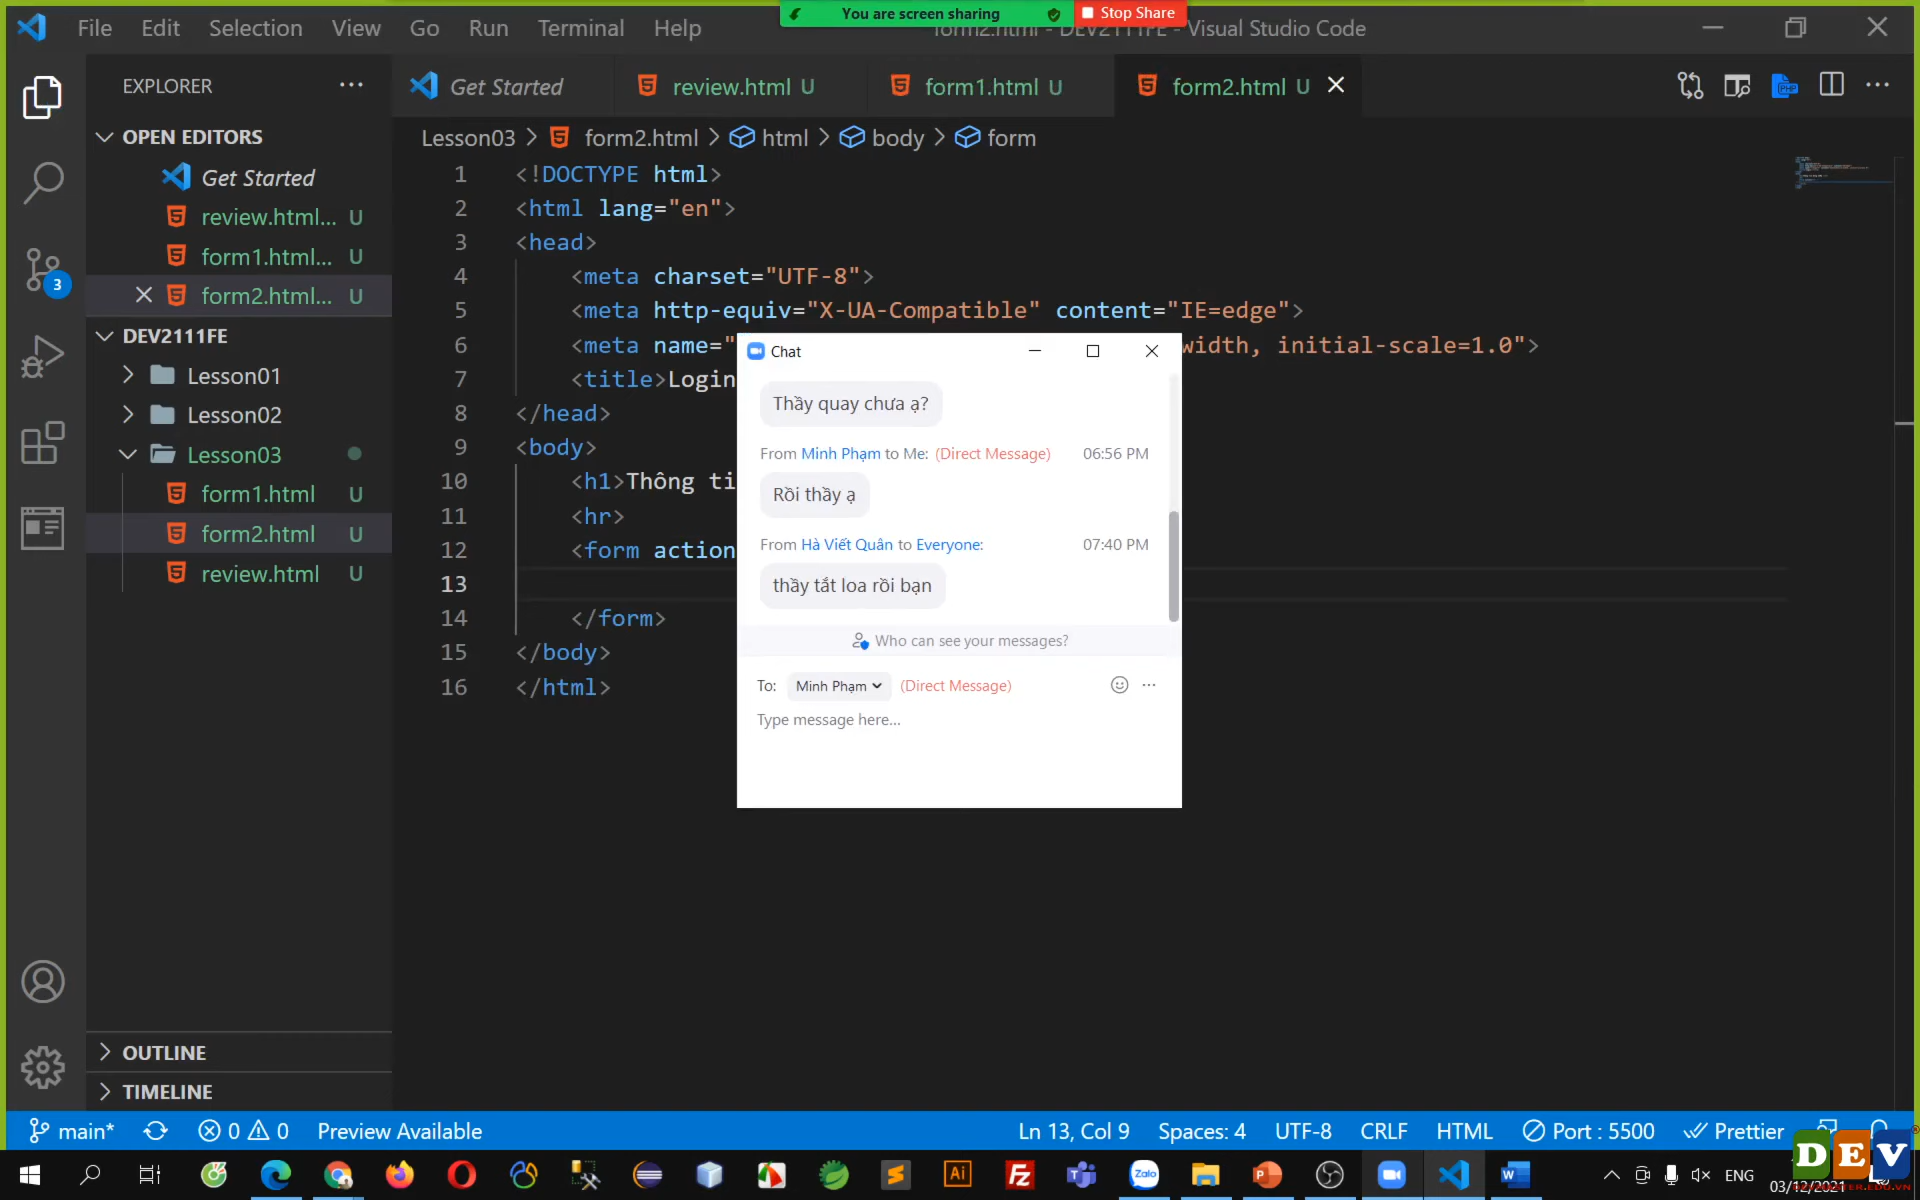 File Edit Selection View Go Run Terminal Help
You are screen sharing
Stop Share
form2.html - DEV2111FE - Visual Studio Code
EXPLORER
Get Started
review.html U
form1.html U
form2.html U
Lesson03 > form2.html > html > body > form
OPEN EDITORS
Get Started
review.html... U
form1.html... U
form2.html... U
3
DEV2111FE
Lesson01
Lesson02
Lesson03
form1.html U
form2.html U
review.html U
OUTLINE
TIMELINE
1 <!DOCTYPE html>
2 <html lang="en">
3 <head>
4 <meta charset="UTF-8">
5 <meta http-equiv="X-UA-Compatible" content="IE=edge">
6 <meta name=" width, initial-scale=1.0">
7 <title>Login
8 </head>
9 <body>
10 <h1>Thông ti
11 <hr>
12 <form action
13
14 </form>
15 </body>
16 </html>
Chat
Thầy quay chưa ạ?
From Minh Phạm to Me: (Direct Message) 06:56 PM
Rồi thầy ạ
From Hà Viết Quân to Everyone: 07:40 PM
thầy tắt loa rồi bạn
Who can see your messages?
To: Minh Phạm (Direct Message)
Type message here...
main* 0 0 Preview Available
Ln 13, Col 9 Spaces: 4 UTF-8 CRLF HTML Port : 5500 Prettier
ENG
03/12/2021
DEV